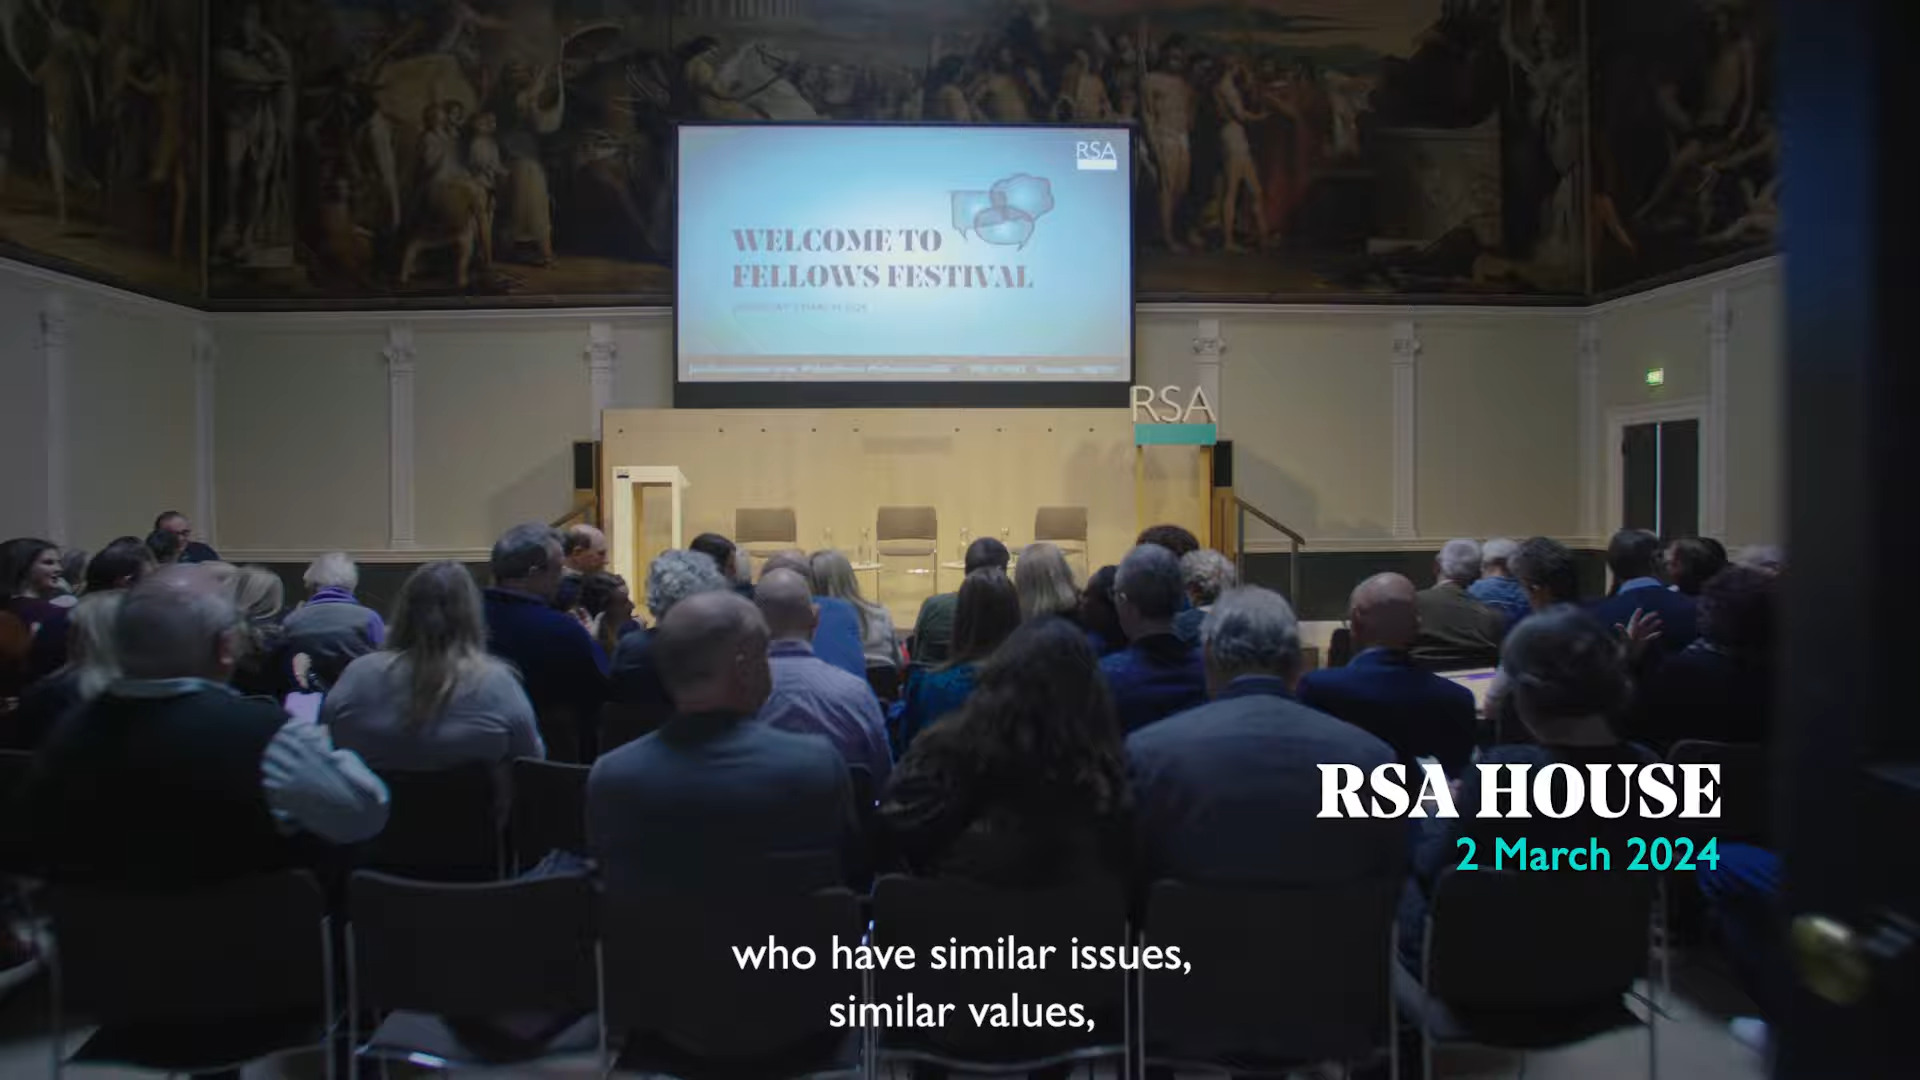 RSA
WELCOME TO
FELLOWS FESTIVAL
RSA
RSA HOUSE
2 March 2024
who have similar issues,
similar values,